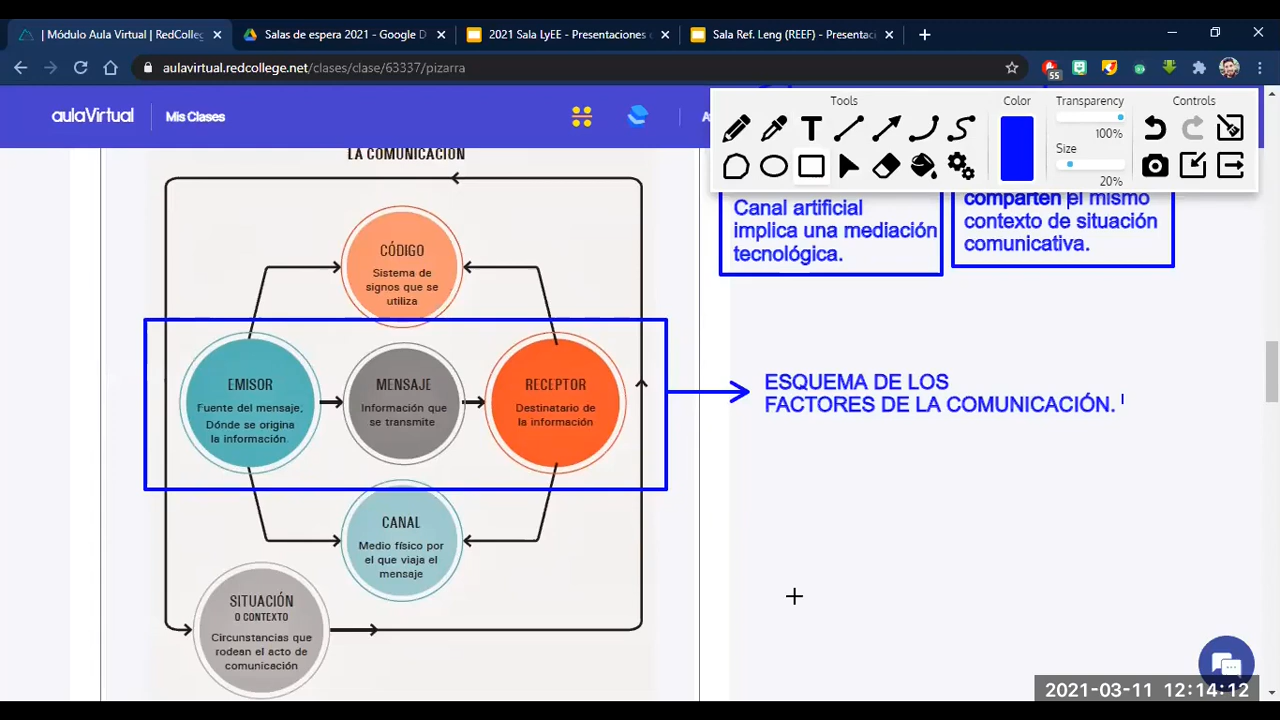 | Módulo Aula Virtual | RedColleg
Salas de espera 2021 - Google D
2021 Sala LyEE - Presentaciones
Sala Ref. Leng (REEF) - Presentac
aulavirtual.redcollege.net/clases/clase/63337/pizarra
55
aulaVirtual
Mis Clases
Tools
Color
Transparency
100%
Size
20%
Controls
LA COMUNICACIÓN
Canal artificial
implica una mediación
tecnológica.
comparten el mismo
contexto de situación
comunicativa.
CÓDIGO
Sistema de
signos que se
utiliza
EMISOR
Fuente del mensaje,
Dónde se origina
la información
MENSAJE
Información que
se transmite
RECEPTOR
Destinatario de
la información
ESQUEMA DE LOS
FACTORES DE LA COMUNICACIÓN.
CANAL
Medio físico por
el que viaja el
mensaje
SITUACIÓN
O CONTEXTO
Circunstancias que
rodean el acto de
comunicación
2021-03-11 12:14:12